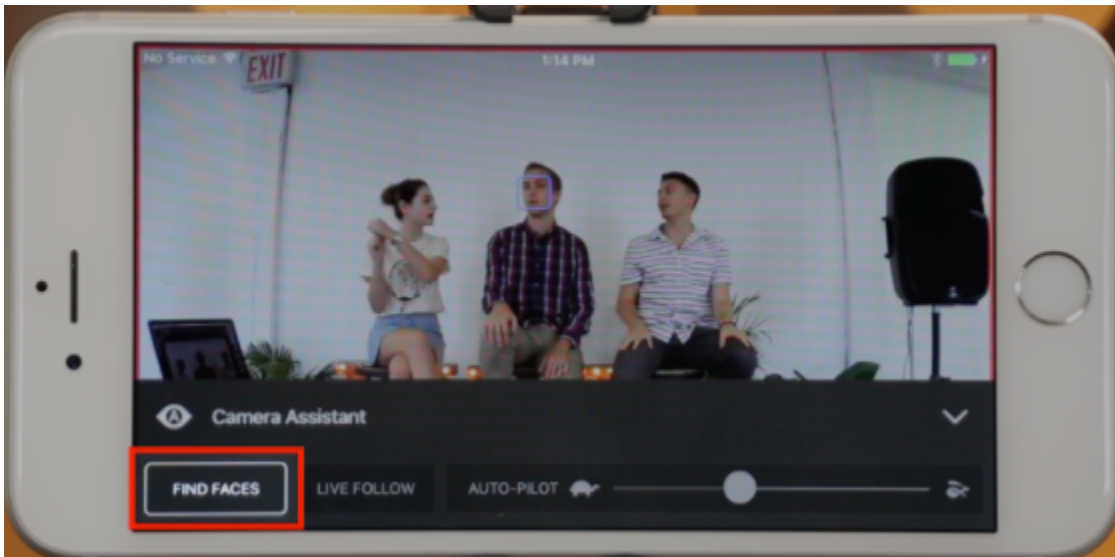 No Service 1:14 PM
EXIT
Camera Assistant
FIND FACES LIVE FOLLOW AUTO-PILOT